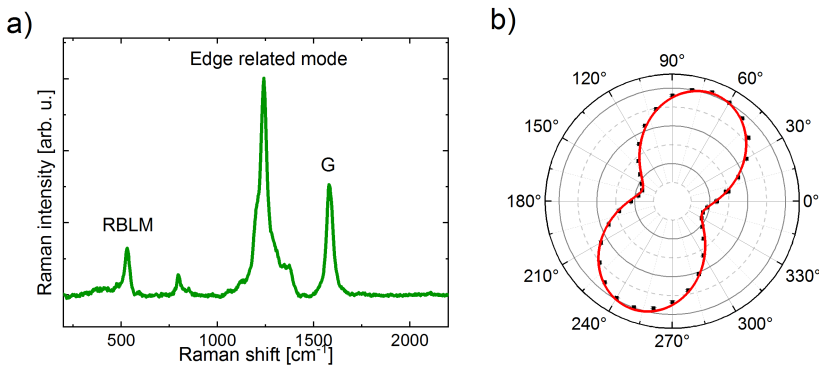 a)
Raman intensity [arb. u.]
Edge related mode
G
RBLM
500
1000
1500
2000
Raman shift [cm⁻¹]
b)
90°
120°
60°
150°
30°
180°
0°
210°
330°
240°
300°
270°